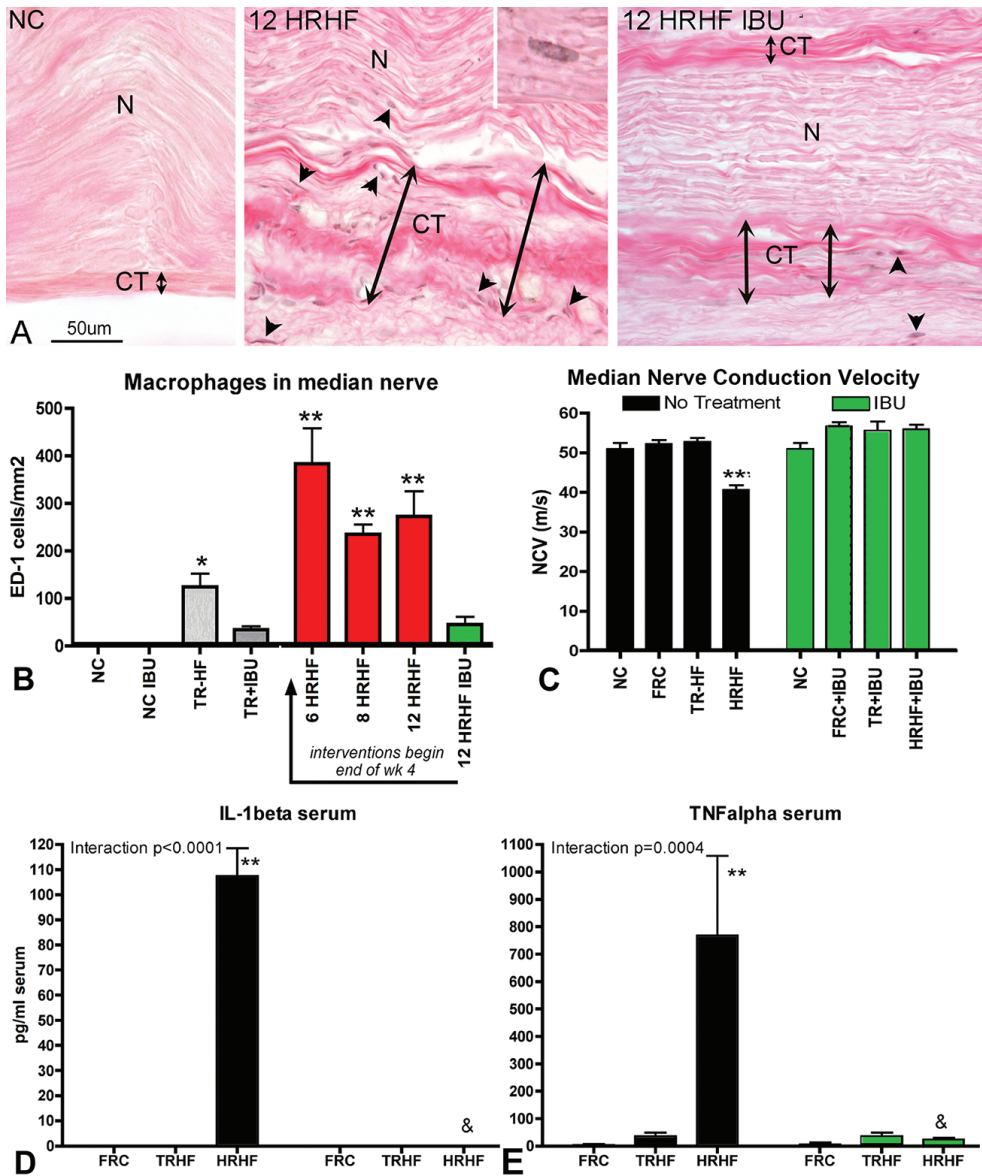 NC
N
CT
A
50um
12 HRHF
N
CT
12 HRHF IBU
CT
N
CT
Macrophages in median nerve
ED-1 cells/mm2
500
400
300
200
100
0
*
**
**
**
NC
NC IBU
TR-HF
TR+IBU
6 HRHF
8 HRHF
12 HRHF
12 HRHF IBU
interventions begin
end of wk 4
B
Median Nerve Conduction Velocity
No Treatment
IBU
NCV (m/s)
60
50
40
30
20
10
0
**
NC
FRC
TR-HF
HRHF
NC
FRC+IBU
TR+IBU
HRHF+IBU
C
IL-1beta serum
Interaction p<0.0001
pg/ml serum
120
110
100
90
80
70
60
50
40
30
20
10
0
**
&
FRC
TRHF
HRHF
FRC
TRHF
HRHF
D
TNFalpha serum
Interaction p=0.0004
1100
1000
900
800
700
600
500
400
300
200
100
0
**
&
FRC
TRHF
HRHF
FRC
TRHF
HRHF
E